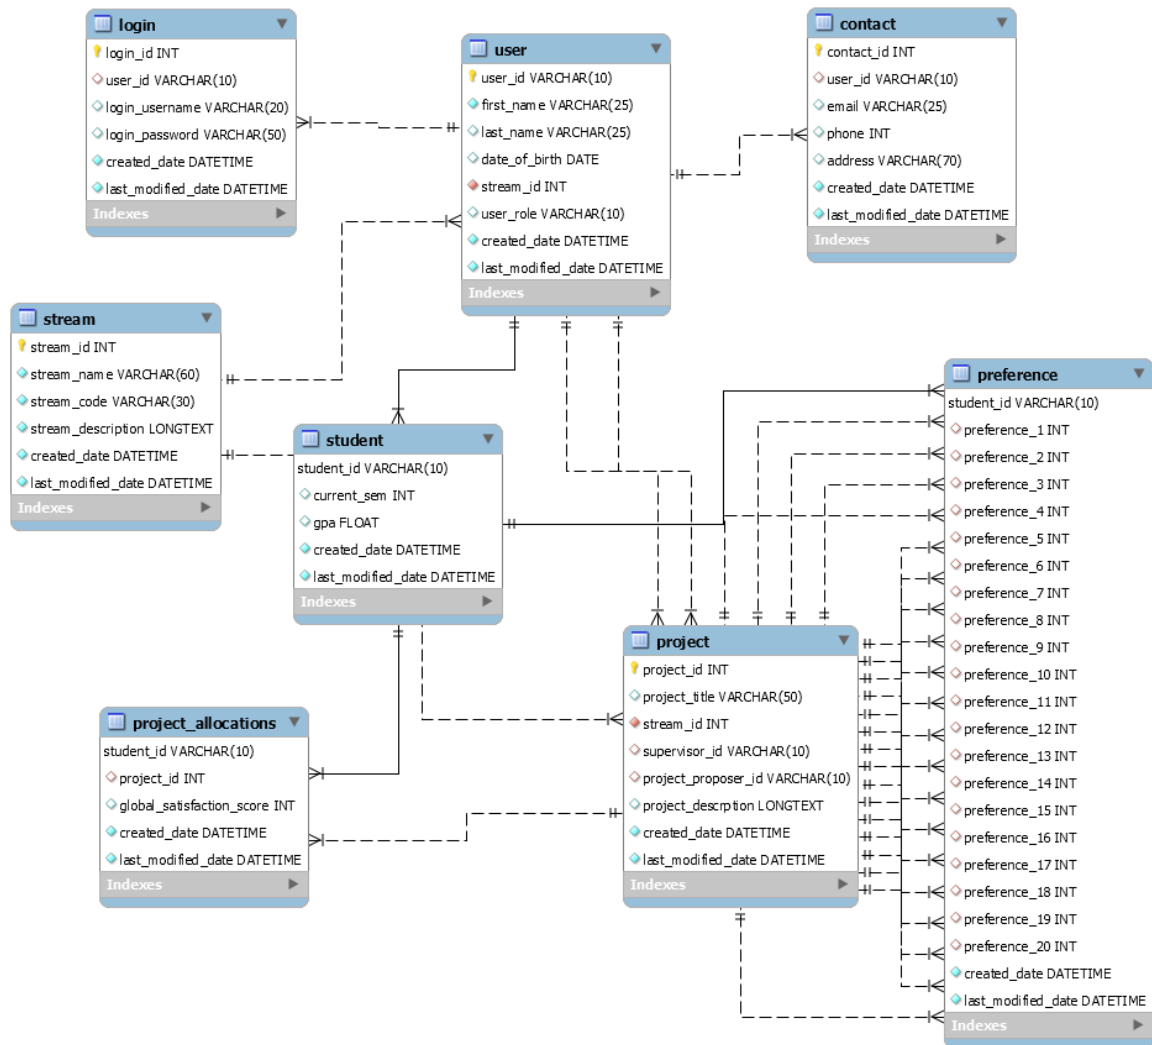 login
login_id INT
user_id VARCHAR(10)
login_username VARCHAR(20)
login_password VARCHAR(50)
created_date DATETIME
last_modified_date DATETIME
Indexes
user
user_id VARCHAR(10)
first_name VARCHAR(25)
last_name VARCHAR(25)
date_of_birth DATE
stream_id INT
user_role VARCHAR(10)
created_date DATETIME
last_modified_date DATETIME
Indexes
contact
contact_id INT
user_id VARCHAR(10)
email VARCHAR(25)
phone INT
address VARCHAR(70)
created_date DATETIME
last_modified_date DATETIME
Indexes
stream
stream_id INT
stream_name VARCHAR(60)
stream_code VARCHAR(30)
stream_description LONGTEXT
created_date DATETIME
last_modified_date DATETIME
Indexes
student
student_id VARCHAR(10)
current_sem INT
gpa FLOAT
created_date DATETIME
last_modified_date DATETIME
Indexes
preference
student_id VARCHAR(10)
preference_1 INT
preference_2 INT
preference_3 INT
preference_4 INT
preference_5 INT
preference_6 INT
preference_7 INT
preference_8 INT
preference_9 INT
preference_10 INT
preference_11 INT
preference_12 INT
preference_13 INT
preference_14 INT
preference_15 INT
preference_16 INT
preference_17 INT
preference_18 INT
preference_19 INT
preference_20 INT
created_date DATETIME
last_modified_date DATETIME
Indexes
project
project_id INT
project_title VARCHAR(50)
stream_id INT
supervisor_id VARCHAR(10)
project_proposer_id VARCHAR(10)
project_descrption LONGTEXT
created_date DATETIME
last_modified_date DATETIME
Indexes
project_allocations
student_id VARCHAR(10)
project_id INT
global_satisfaction_score INT
created_date DATETIME
last_modified_date DATETIME
Indexes